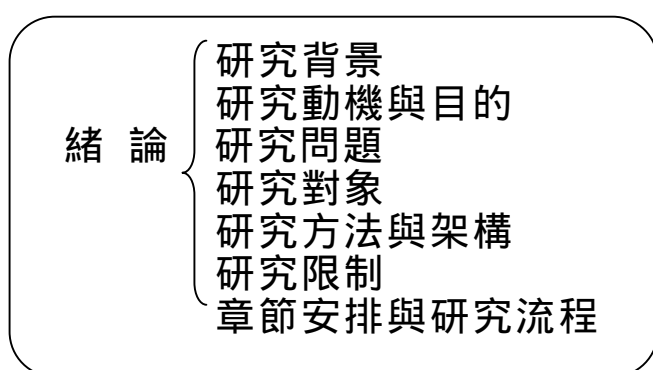 緒 論
研究背景
研究動機與目的
研究問題
研究對象
研究方法與架構
研究限制
章節安排與研究流程